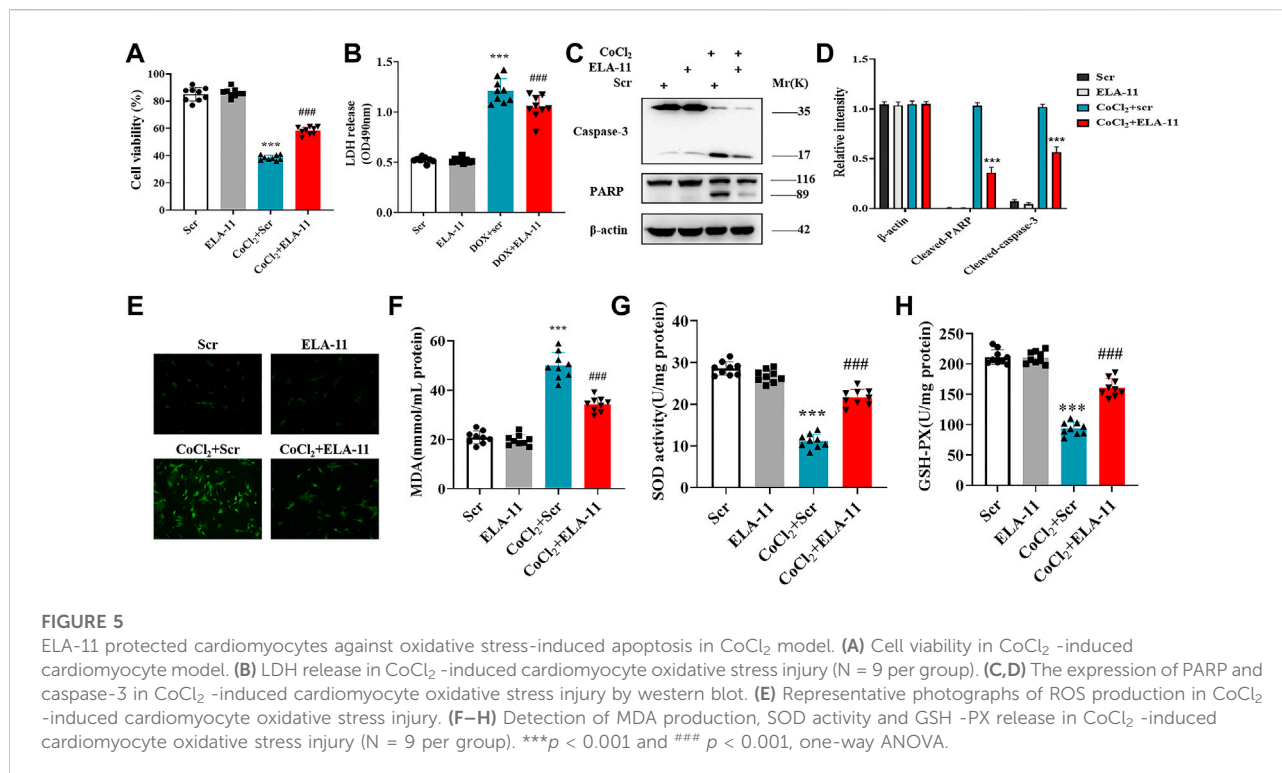 A
Cell viability (%)
100
80
60
40
20
0
***
###
Scr
ELA-11
CoCl₂+Scr
CoCl₂+ELA-11
B
LDH release
(OD490nm)
1.5
1.0
0.5
0.0
***
###
Scr
ELA-11
DOX+scr
DOX+ELA-11
C
CoCl₂ + +
ELA-11 + +
Scr + + Mr(K)
Caspase-3
35
17
PARP
116
89
β-actin 42
D
Relative intensity
1.5
1.0
0.5
0.0
***
***
β-actin
Cleaved-PARP
Cleaved-caspase-3
Scr
ELA-11
CoCl₂+scr
CoCl₂+ELA-11
E
Scr ELA-11
CoCl₂+Scr CoCl₂+ELA-11
F
MDA(nmmol/mL protein)
60
40
20
0
***
###
Scr
ELA-11
CoCl₂+Scr
CoCl₂+ELA-11
G
SOD activity(U/mg protein)
40
30
20
10
0
***
###
Scr
ELA-11
CoCl₂+Scr
CoCl₂+ELA-11
H
GSH-PX(U/mg protein)
250
200
150
100
50
0
***
###
Scr
ELA-11
CoCl₂+Scr
CoCl₂+ELA-11
FIGURE 5
ELA-11 protected cardiomyocytes against oxidative stress-induced apoptosis in CoCl₂ model. (A) Cell viability in CoCl₂ -induced
cardiomyocyte model. (B) LDH release in CoCl₂ -induced cardiomyocyte oxidative stress injury (N = 9 per group). (C,D) The expression of PARP and
caspase-3 in CoCl₂ -induced cardiomyocyte oxidative stress injury by western blot. (E) Representative photographs of ROS production in CoCl₂
-induced cardiomyocyte oxidative stress injury. (F–H) Detection of MDA production, SOD activity and GSH -PX release in CoCl₂ -induced
cardiomyocyte oxidative stress injury (N = 9 per group). ***p < 0.001 and ### p < 0.001, one-way ANOVA.